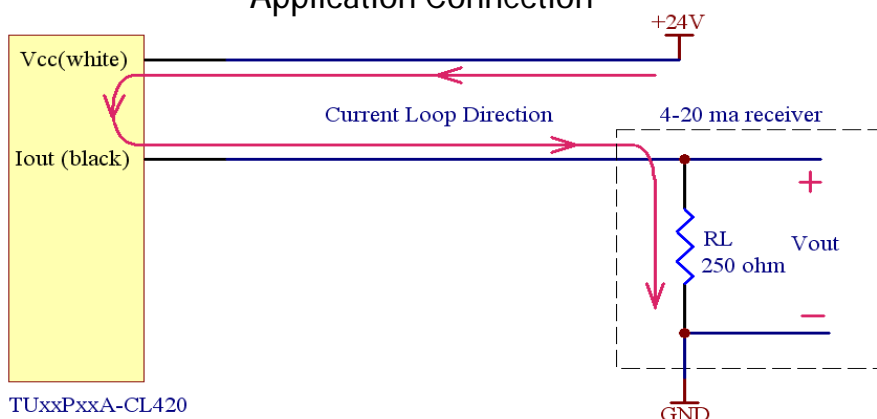 Application Connection
+24V
Vcc(white)
Current Loop Direction
4-20 ma receiver
Iout (black)
+
RL
250 ohm
Vout
−
TUxxPxxA-CL420
GND